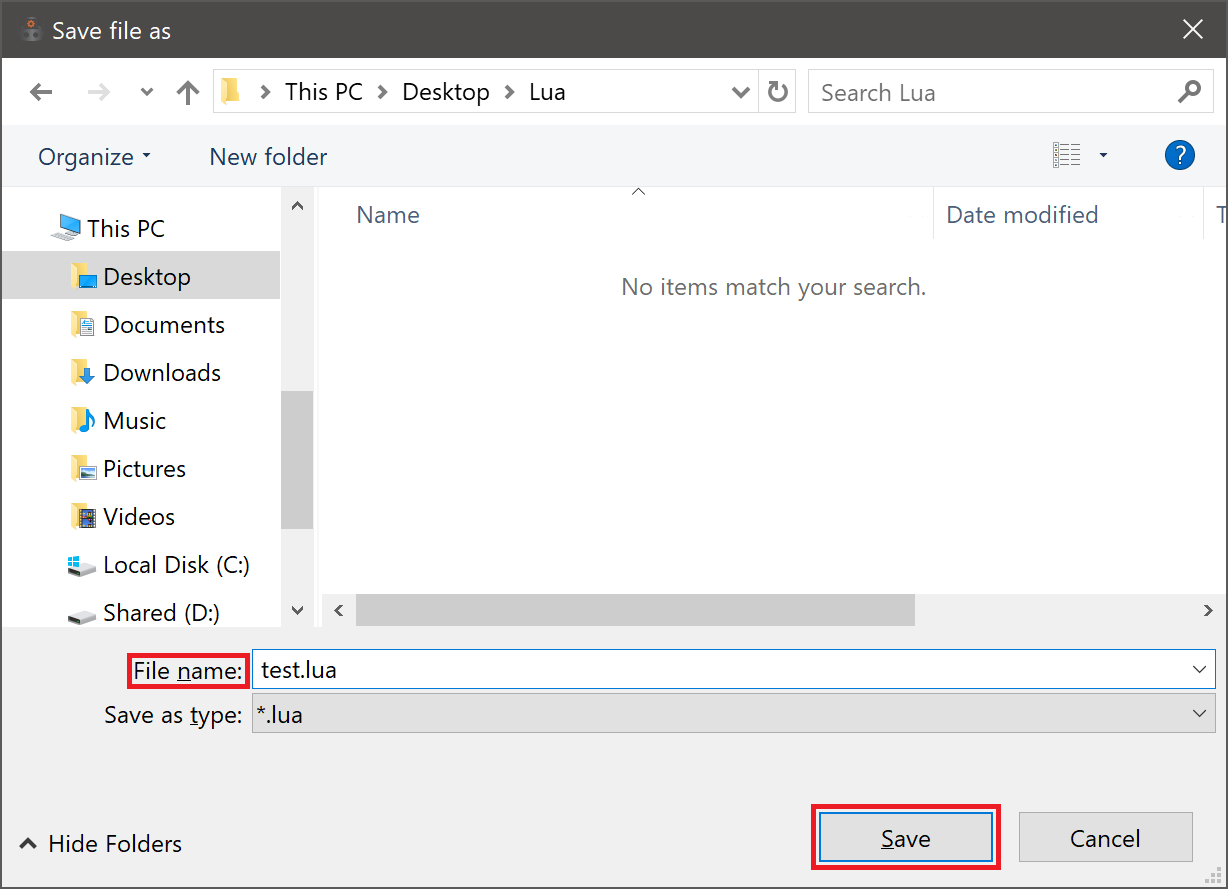 Save file as
This PC > Desktop > Lua
Search Lua
Organize
New folder
?
Name
Date modified
T
This PC
Desktop
Documents
Downloads
Music
Pictures
Videos
Local Disk (C:)
Shared (D:)
No items match your search.
File name: test.lua
Save as type: *.lua
Hide Folders
Save
Cancel